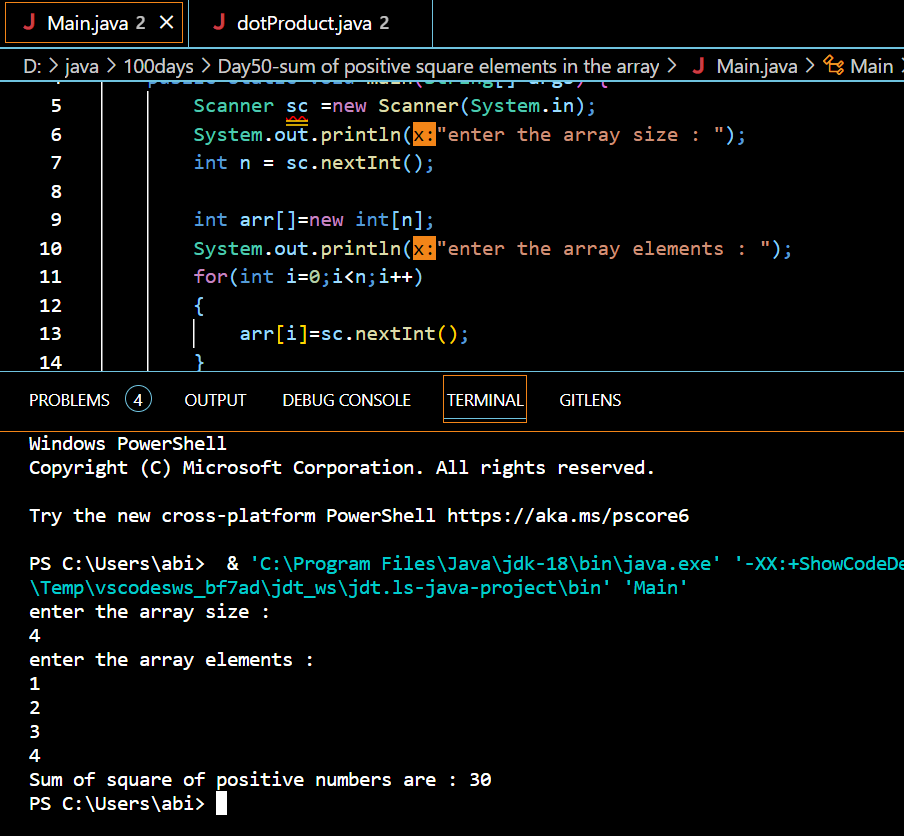 Main.java 2 × dotProduct.java 2
D: > java > 100days > Day50-sum of positive square elements in the array > Main.java > Main
public static void main(String[] args) {
5 Scanner sc =new Scanner(System.in);
6 System.out.println(x:"enter the array size : ");
7 int n = sc.nextInt();
8
9 int arr[]=new int[n];
10 System.out.println(x:"enter the array elements : ");
11 for(int i=0;i<n;i++)
12 {
13 arr[i]=sc.nextInt();
14 }
PROBLEMS 4 OUTPUT DEBUG CONSOLE TERMINAL GITLENS
Windows PowerShell
Copyright (C) Microsoft Corporation. All rights reserved.
Try the new cross-platform PowerShell https://aka.ms/pscore6
PS C:\Users\abi> & 'C:\Program Files\Java\jdk-18\bin\java.exe' '-XX:+ShowCodeDe
\Temp\vscodesws_bf7ad\jdt_ws\jdt.ls-java-project\bin' 'Main'
enter the array size :
4
enter the array elements :
1
2
3
4
Sum of square of positive numbers are : 30
PS C:\Users\abi>